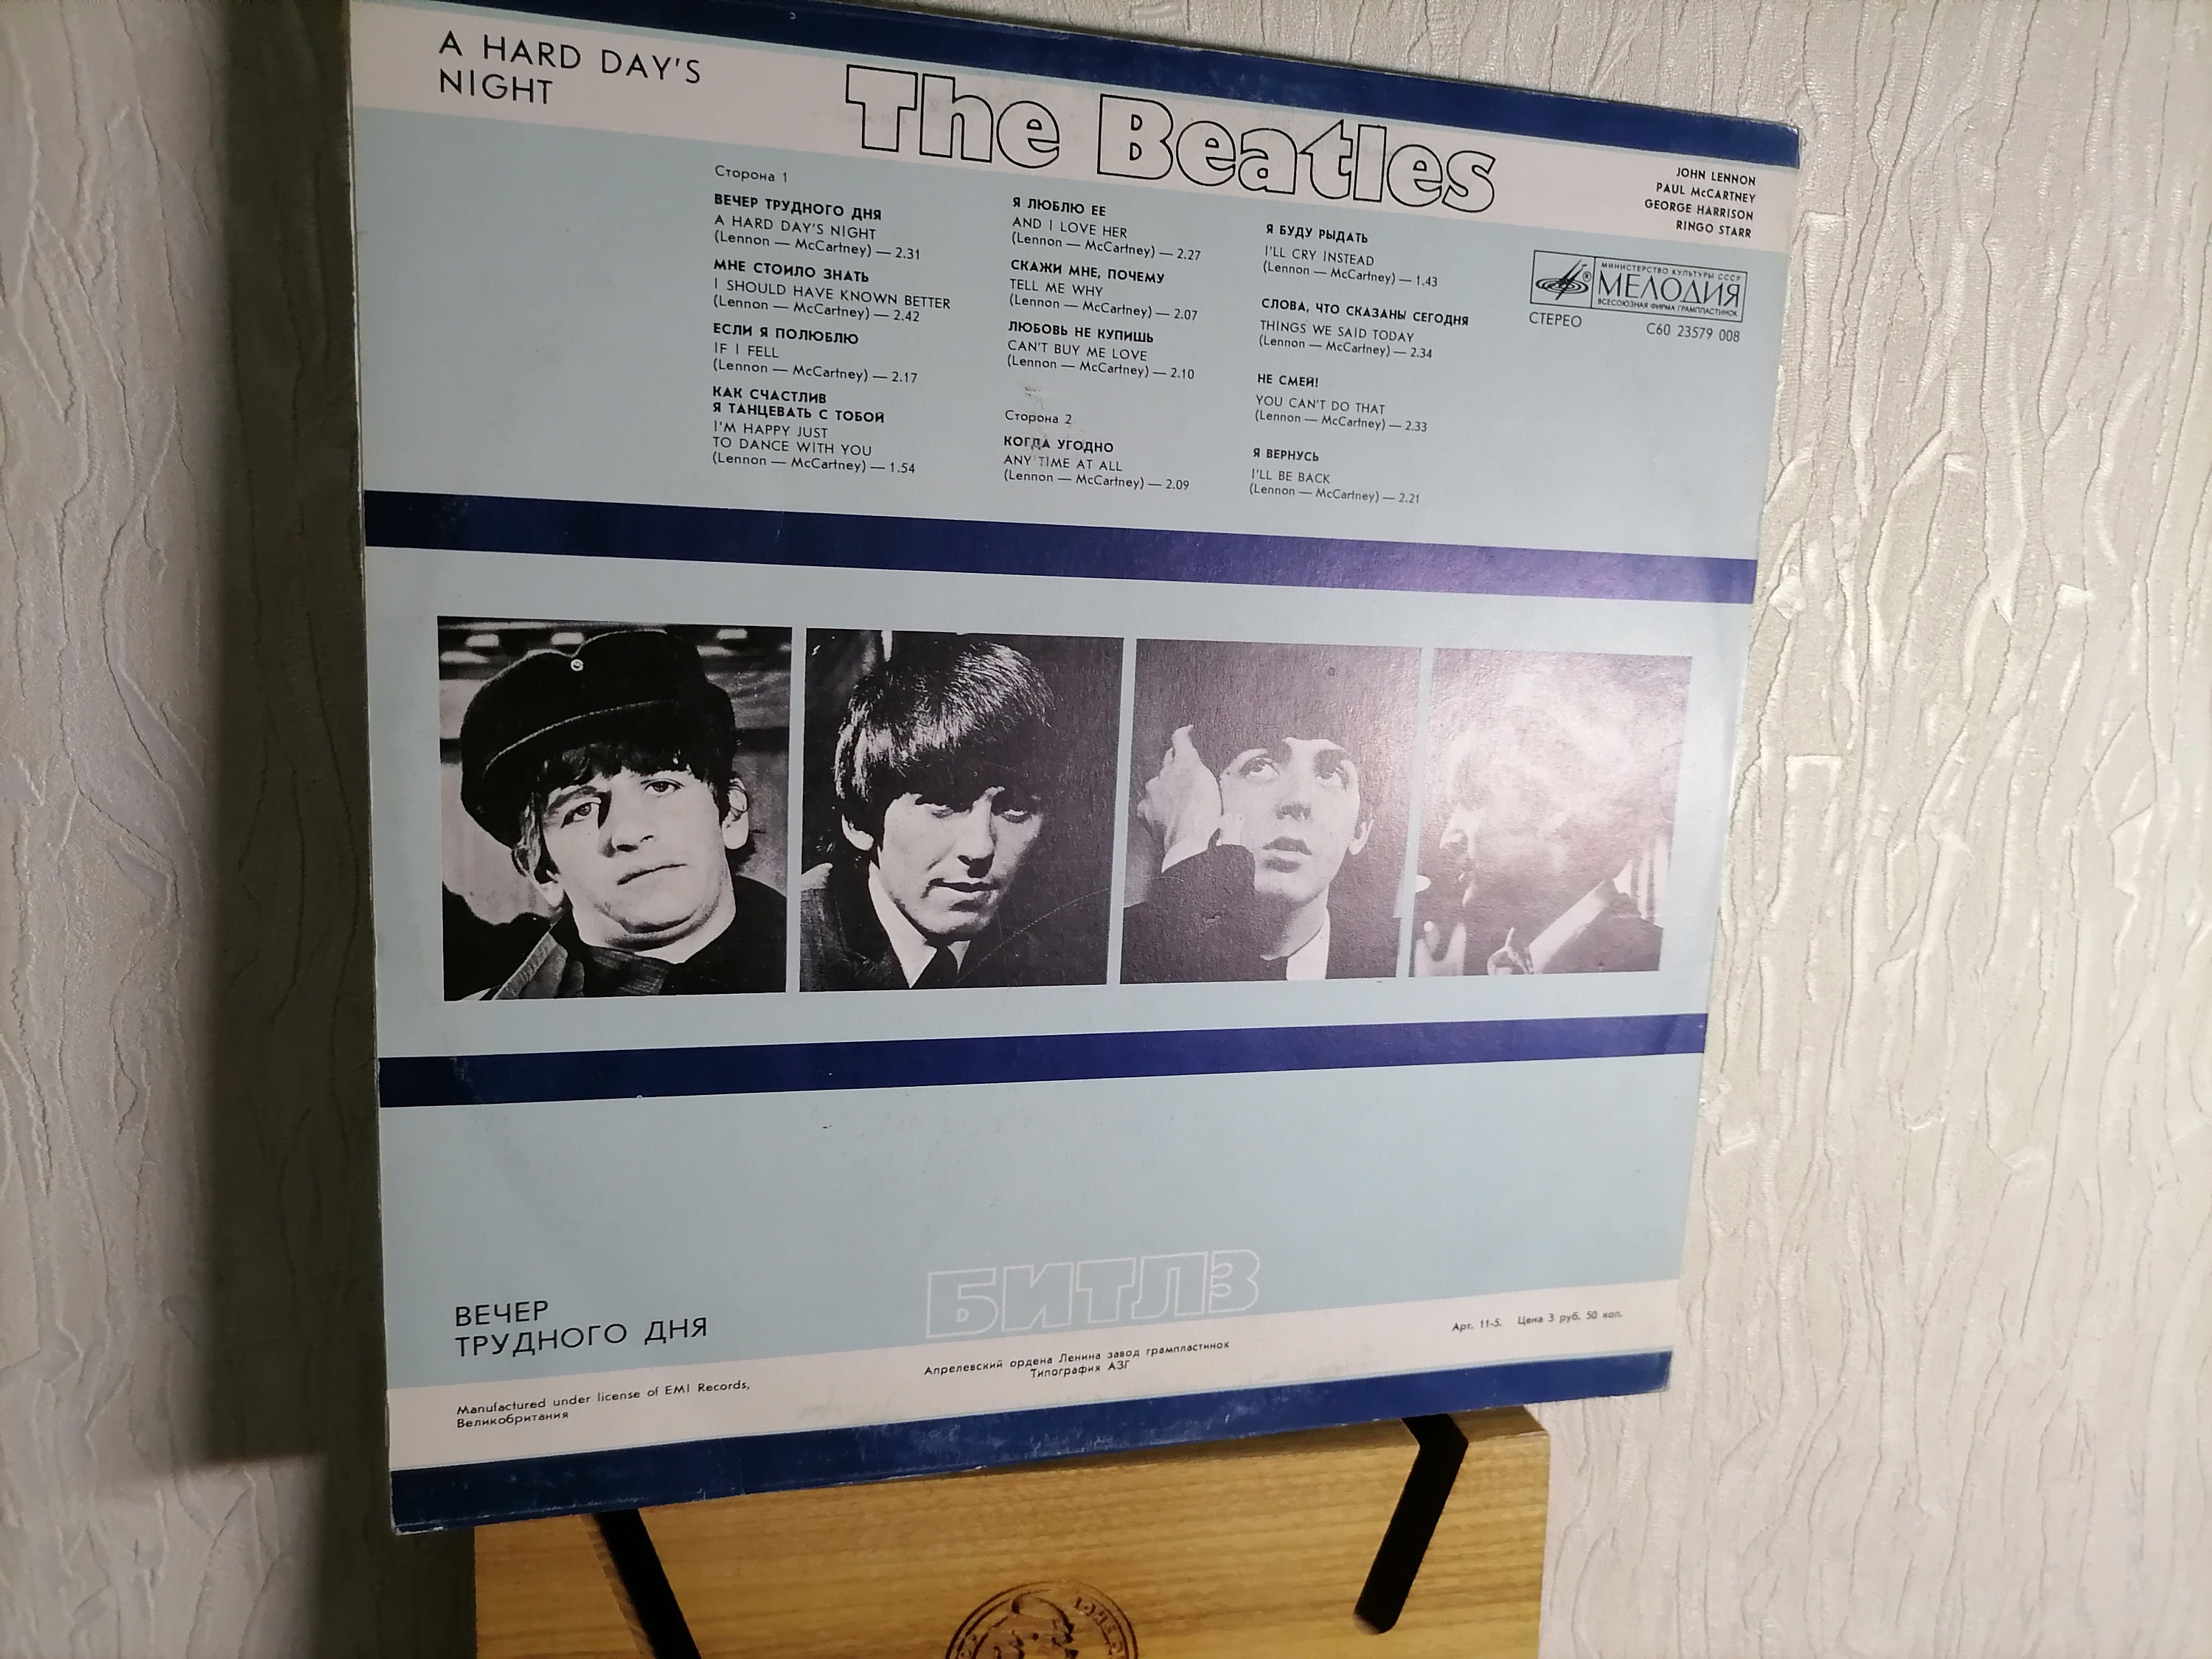 A HARD DAY'S
NIGHT
The Beatles
JOHN LENNON
PAUL McCARTNEY
GEORGE HARRISON
RINGO STARR
Сторона 1
ВЕЧЕР ТРУДНОГО ДНЯ
A HARD DAY'S NIGHT
(Lennon — McCartney) — 2.31
МНЕ СТОИЛО ЗНАТЬ
I SHOULD HAVE KNOWN BETTER
(Lennon — McCartney) — 2.42
ЕСЛИ Я ПОЛЮБЛЮ
IF I FELL
(Lennon — McCartney) — 2.17
КАК СЧАСТЛИВ
Я ТАНЦЕВАТЬ С ТОБОЙ
I'M HAPPY JUST
TO DANCE WITH YOU
(Lennon — McCartney) — 1.54
Я ЛЮБЛЮ ЕЕ
AND I LOVE HER
(Lennon — McCartney) — 2.27
СКАЖИ МНЕ, ПОЧЕМУ
TELL ME WHY
(Lennon — McCartney) — 2.07
ЛЮБОВЬ НЕ КУПИШЬ
CAN'T BUY ME LOVE
(Lennon — McCartney) — 2.10
Сторона 2
КОГДА УГОДНО
ANY TIME AT ALL
(Lennon — McCartney) — 2.09
Я БУДУ РЫДАТЬ
I'LL CRY INSTEAD
(Lennon — McCartney) — 1.43
СЛОВА, ЧТО СКАЗАНЫ СЕГОДНЯ
THINGS WE SAID TODAY
(Lennon — McCartney) — 2.34
НЕ СМЕЙ!
YOU CAN'T DO THAT
(Lennon — McCartney) — 2.33
Я ВЕРНУСЬ
I'LL BE BACK
(Lennon — McCartney) — 2.21
МИНИСТЕРСТВО КУЛЬТУРЫ СССР
МЕЛОДИЯ
ВСЕСОЮЗНАЯ ФИРМА ГРАМПЛАСТИНОК
СТЕРЕО С60 23579 008
БИТЛЗ
ВЕЧЕР
ТРУДНОГО ДНЯ
Арт. 11-5. Цена 3 руб. 50 коп.
Апрелевский ордена Ленина завод грампластинок
Типография АЗГ
Manufactured under license of EMI Records,
Великобритания